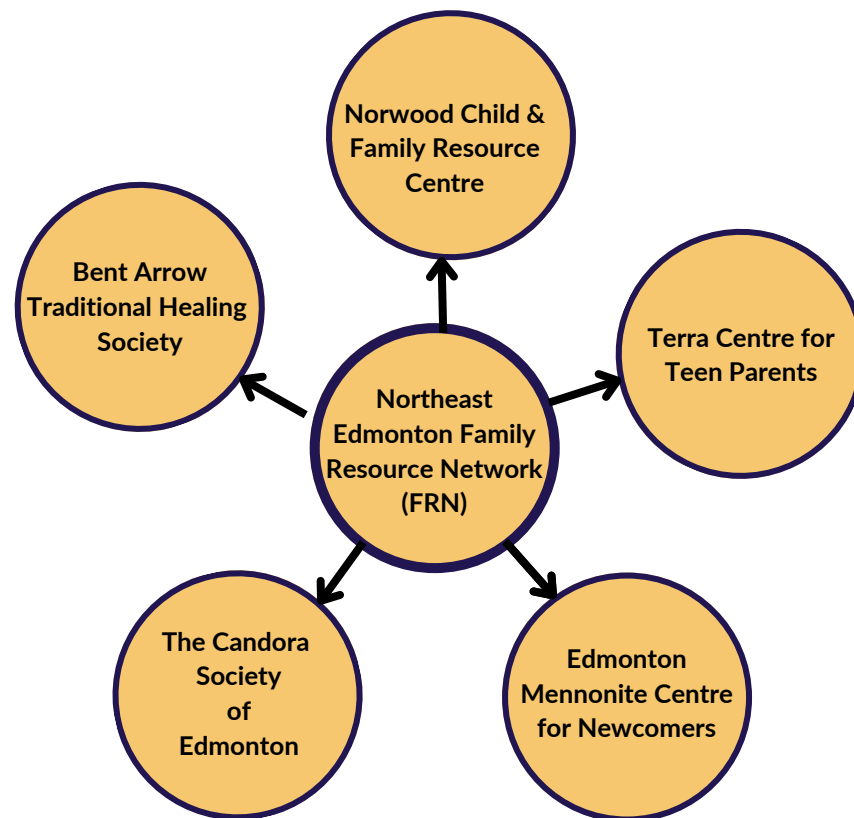 Norwood Child &
Family Resource
Centre
Bent Arrow
Traditional Healing
Society
Terra Centre for
Teen Parents
Northeast
Edmonton Family
Resource Network
(FRN)
The Candora
Society
of
Edmonton
Edmonton
Mennonite Centre
for Newcomers